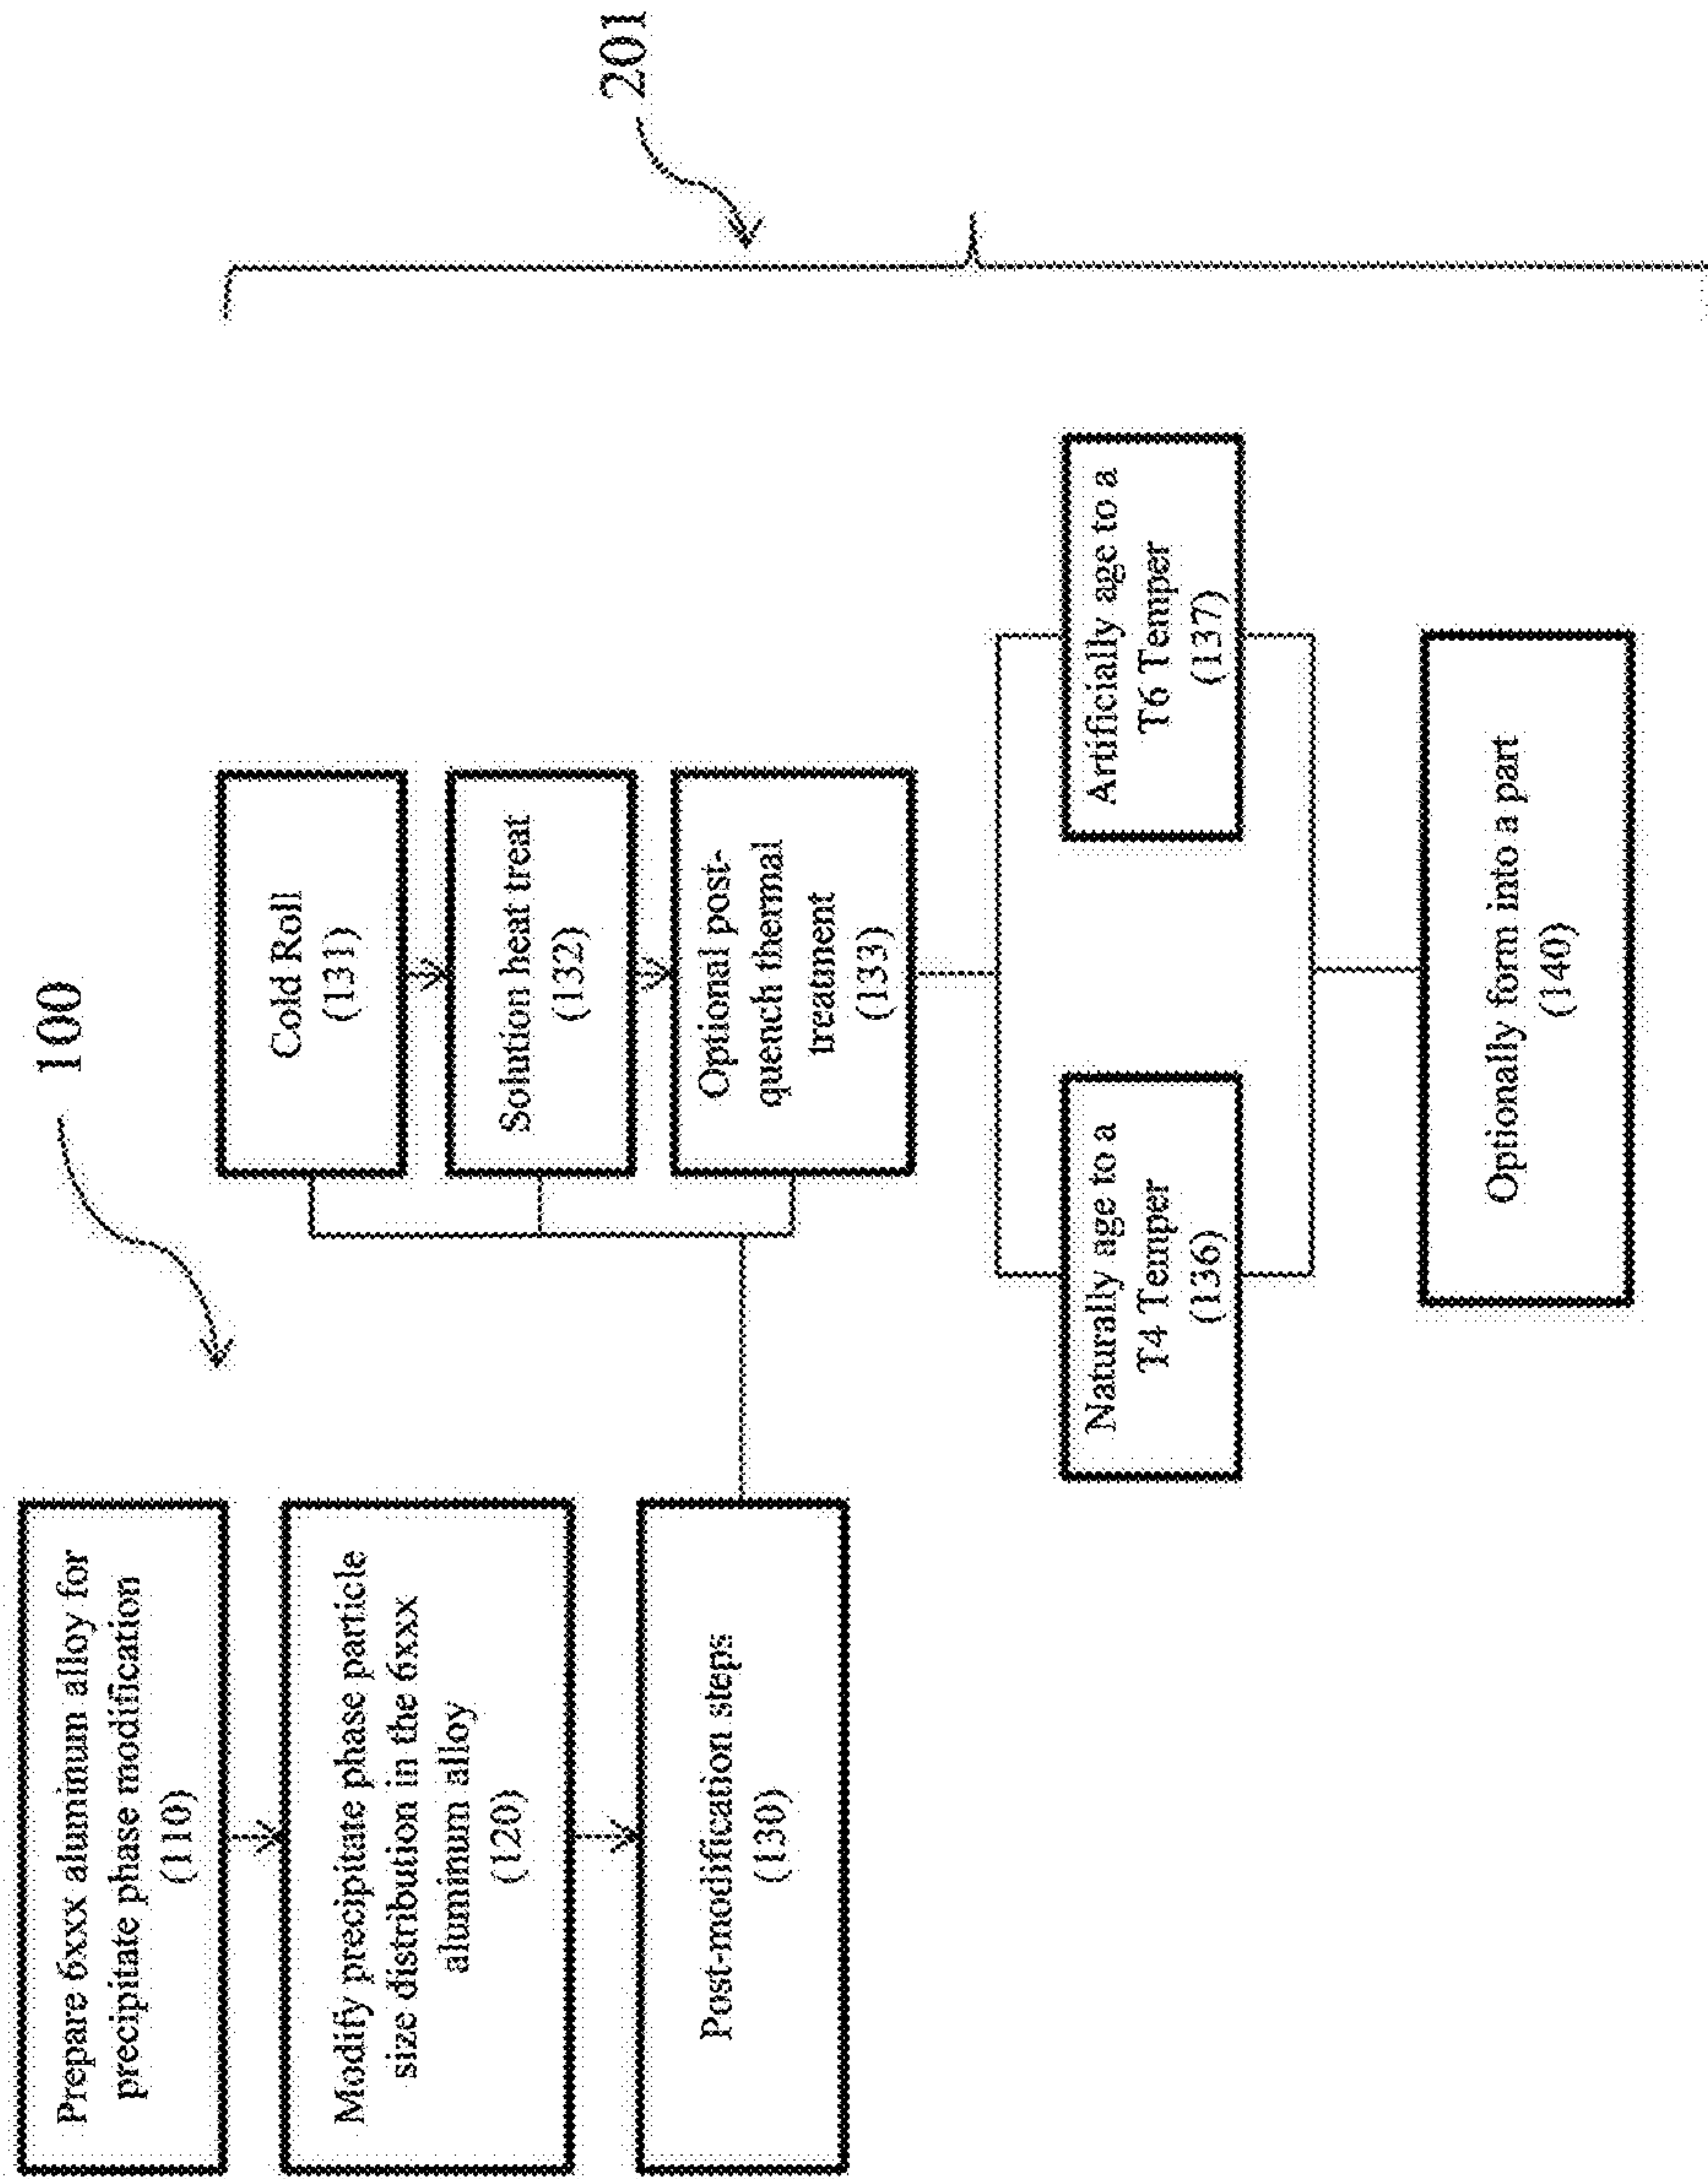 100
201
Prepare 6xxx aluminum alloy for
precipitate phase modification
(110)
Modify precipitate phase particle
size distribution in the 6xxx
aluminum alloy
(120)
Post-modification steps
(130)
Cold Roll
(131)
Solution heat treat
(132)
Optional post-
quench thermal
treatment
(133)
Naturally age to a
T4 Temper
(136)
Artificially age to a
T6 Temper
(137)
Optionally form into a part
(140)